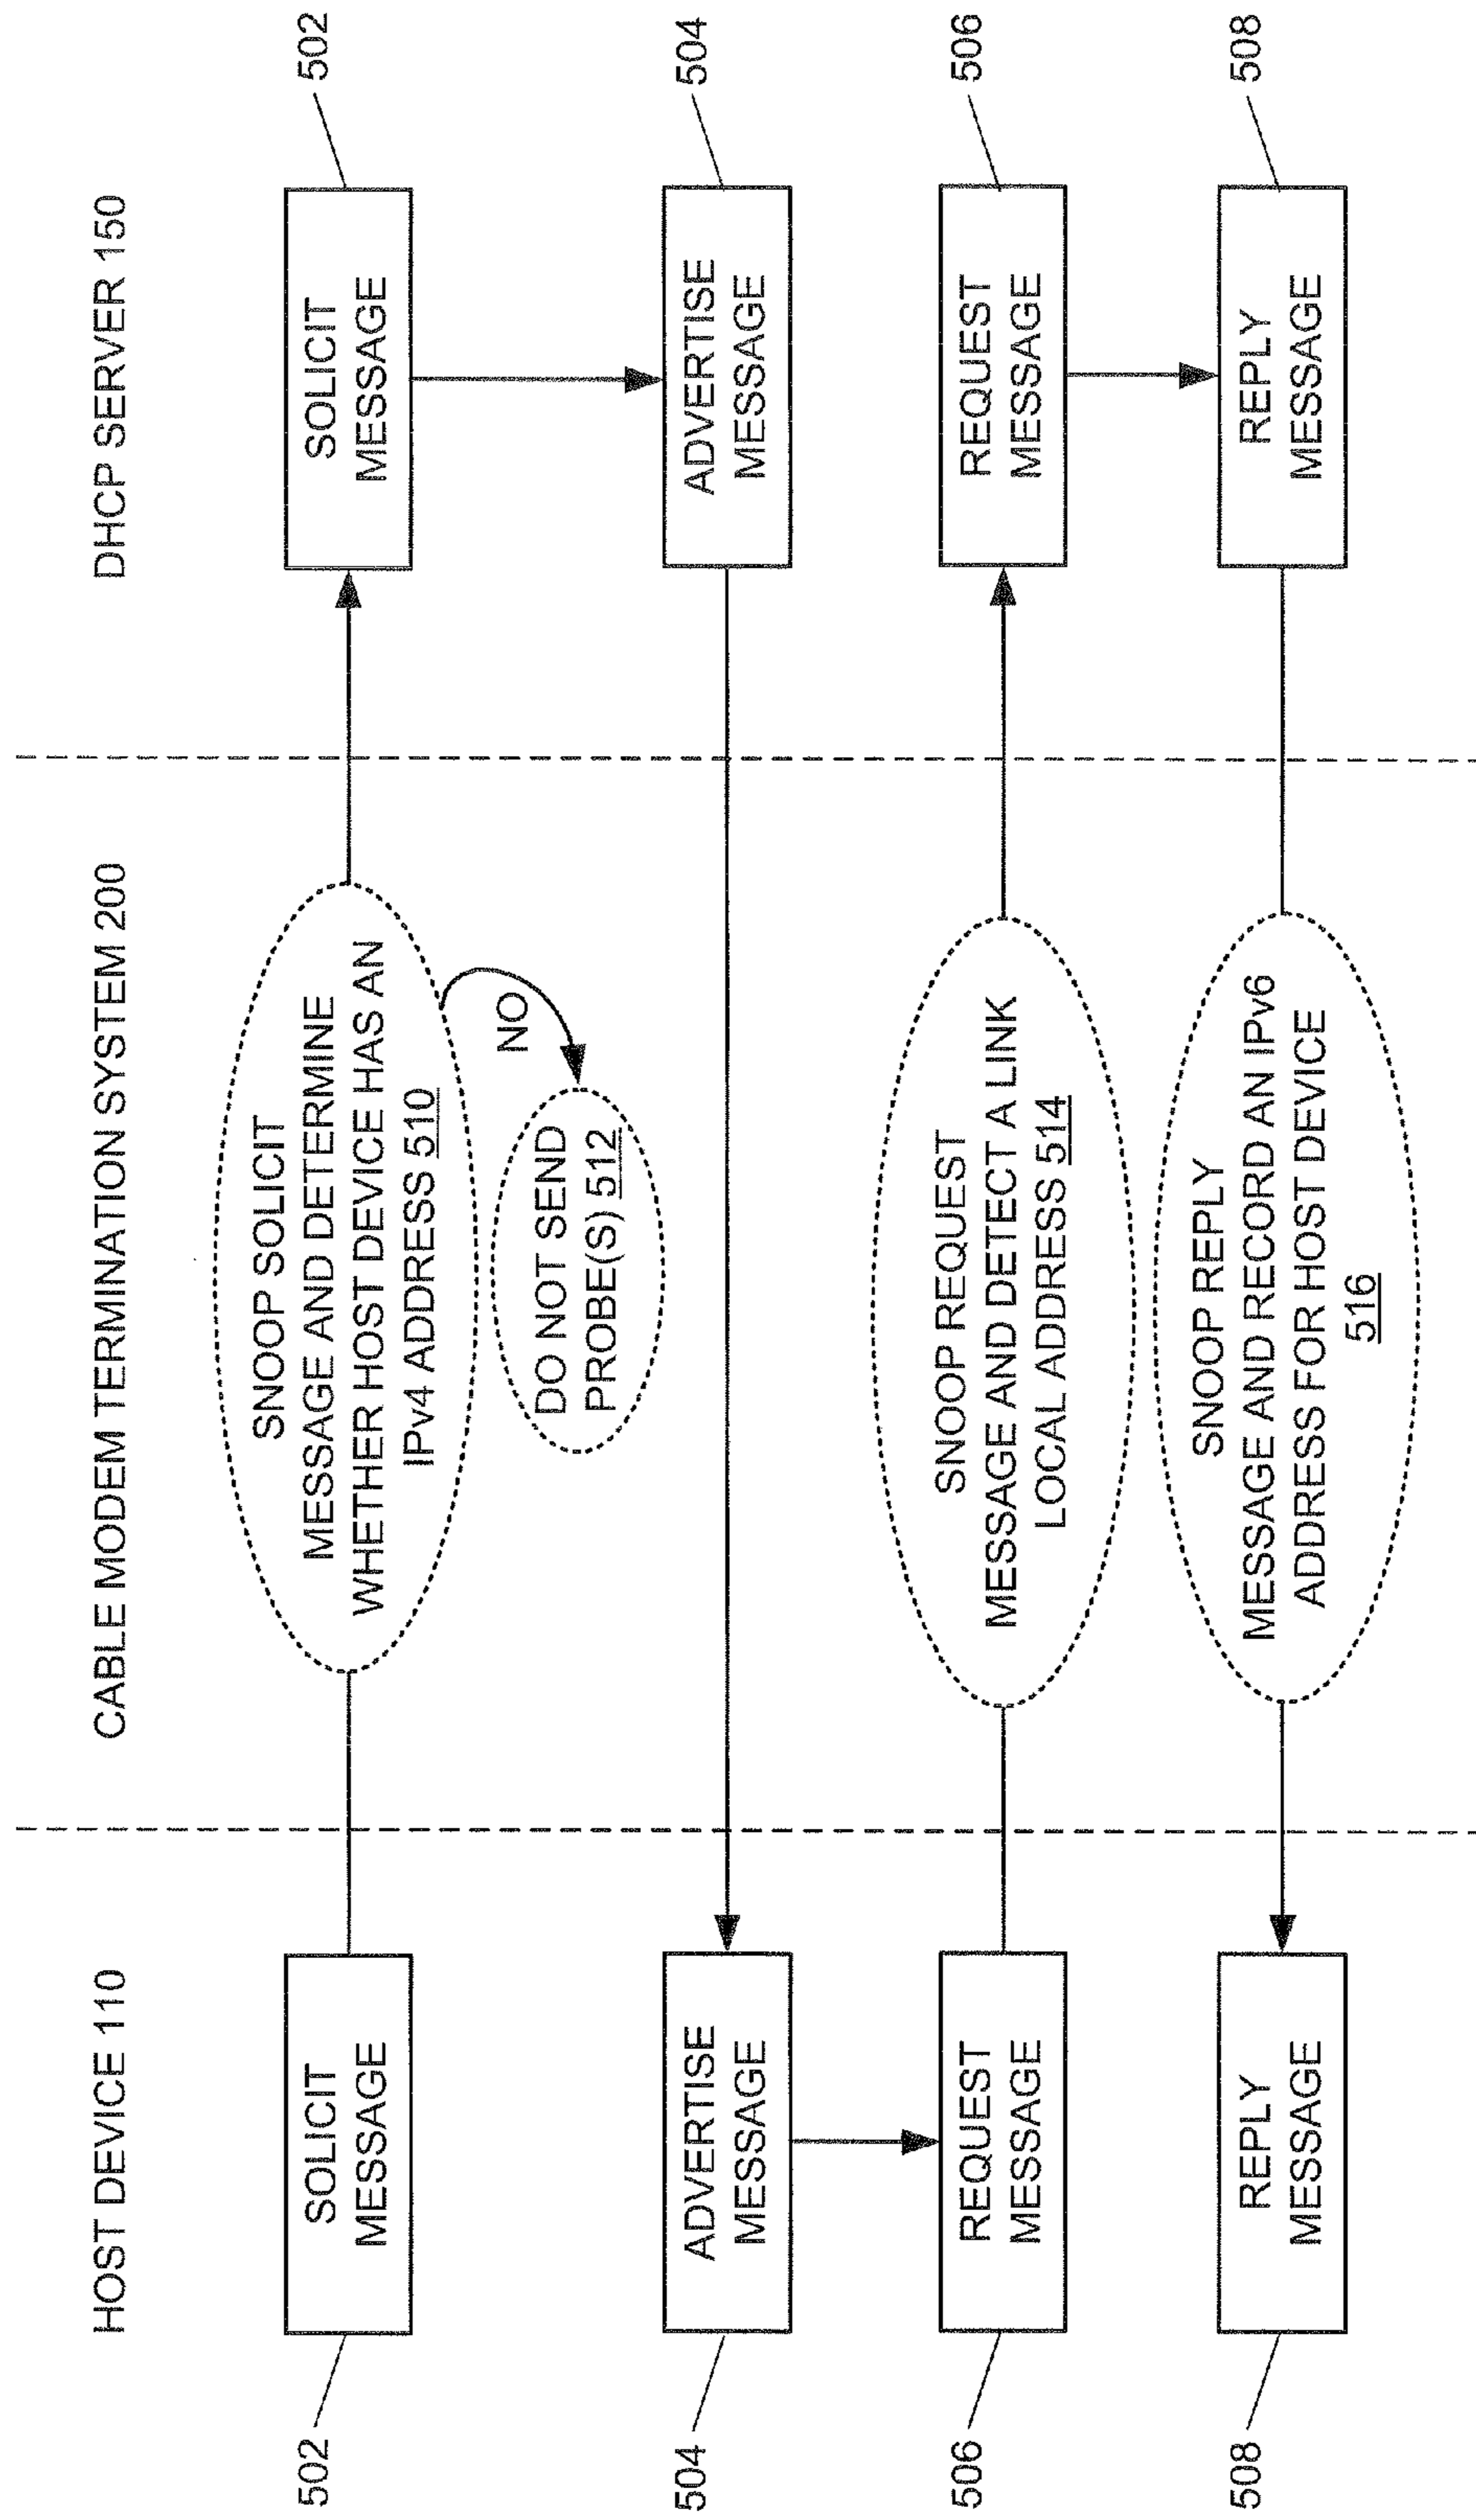 HOST DEVICE 110
CABLE MODEM TERMINATION SYSTEM 200
DHCP SERVER 150
502
SOLICIT
MESSAGE
SNOOP SOLICIT
MESSAGE AND DETERMINE
WHETHER HOST DEVICE HAS AN
IPv4 ADDRESS 510
SOLICIT
MESSAGE
502
NO
DO NOT SEND
PROBE(S) 512
504
ADVERTISE
MESSAGE
ADVERTISE
MESSAGE
504
506
REQUEST
MESSAGE
SNOOP REQUEST
MESSAGE AND DETECT A LINK
LOCAL ADDRESS 514
REQUEST
MESSAGE
506
508
REPLY
MESSAGE
SNOOP REPLY
MESSAGE AND RECORD AN IPv6
ADDRESS FOR HOST DEVICE
516
REPLY
MESSAGE
508